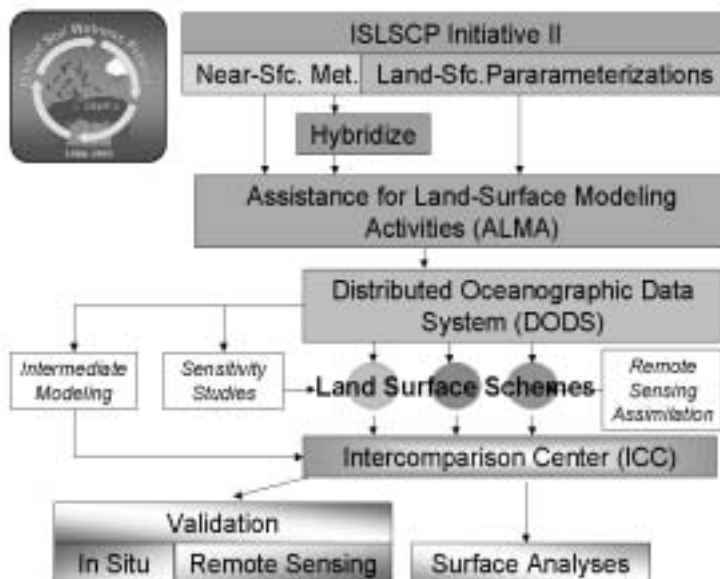 ISLSCP Initiative II
Near-Sfc. Met.
Land-Sfc.Pararameterizations
Hybridize
Assistance for Land-Surface Modeling
Activities (ALMA)
Distributed Oceanographic Data
System (DODS)
Intermediate
Modeling
Sensitivity
Studies
Land Surface Schemes
Remote
Sensing
Assimilation
Intercomparison Center (ICC)
Validation
In Situ
Remote Sensing
Surface Analyses